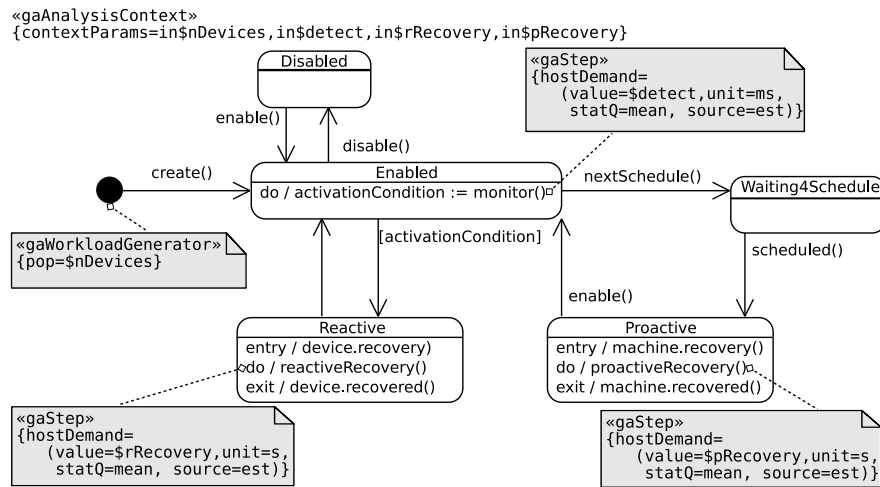 «gaAnalysisContext»
{contextParams=in$nDevices,in$detect,in$rRecovery,in$pRecovery}
Disabled
«gaStep»
{hostDemand=
(value=$detect,unit=ms,
statQ=mean, source=est)}
enable()
disable()
create()
Enabled
do / activationCondition := monitor()
nextSchedule()
Waiting4Schedule
«gaWorkloadGenerator»
{pop=$nDevices}
[activationCondition]
scheduled()
enable()
Reactive
entry / device.recovery)
do / reactiveRecovery()
exit / device.recovered()
Proactive
entry / machine.recovery()
do / proactiveRecovery()
exit / machine.recovered()
«gaStep»
{hostDemand=
(value=$rRecovery,unit=s,
statQ=mean, source=est)}
«gaStep»
{hostDemand=
(value=$pRecovery,unit=s,
statQ=mean, source=est)}